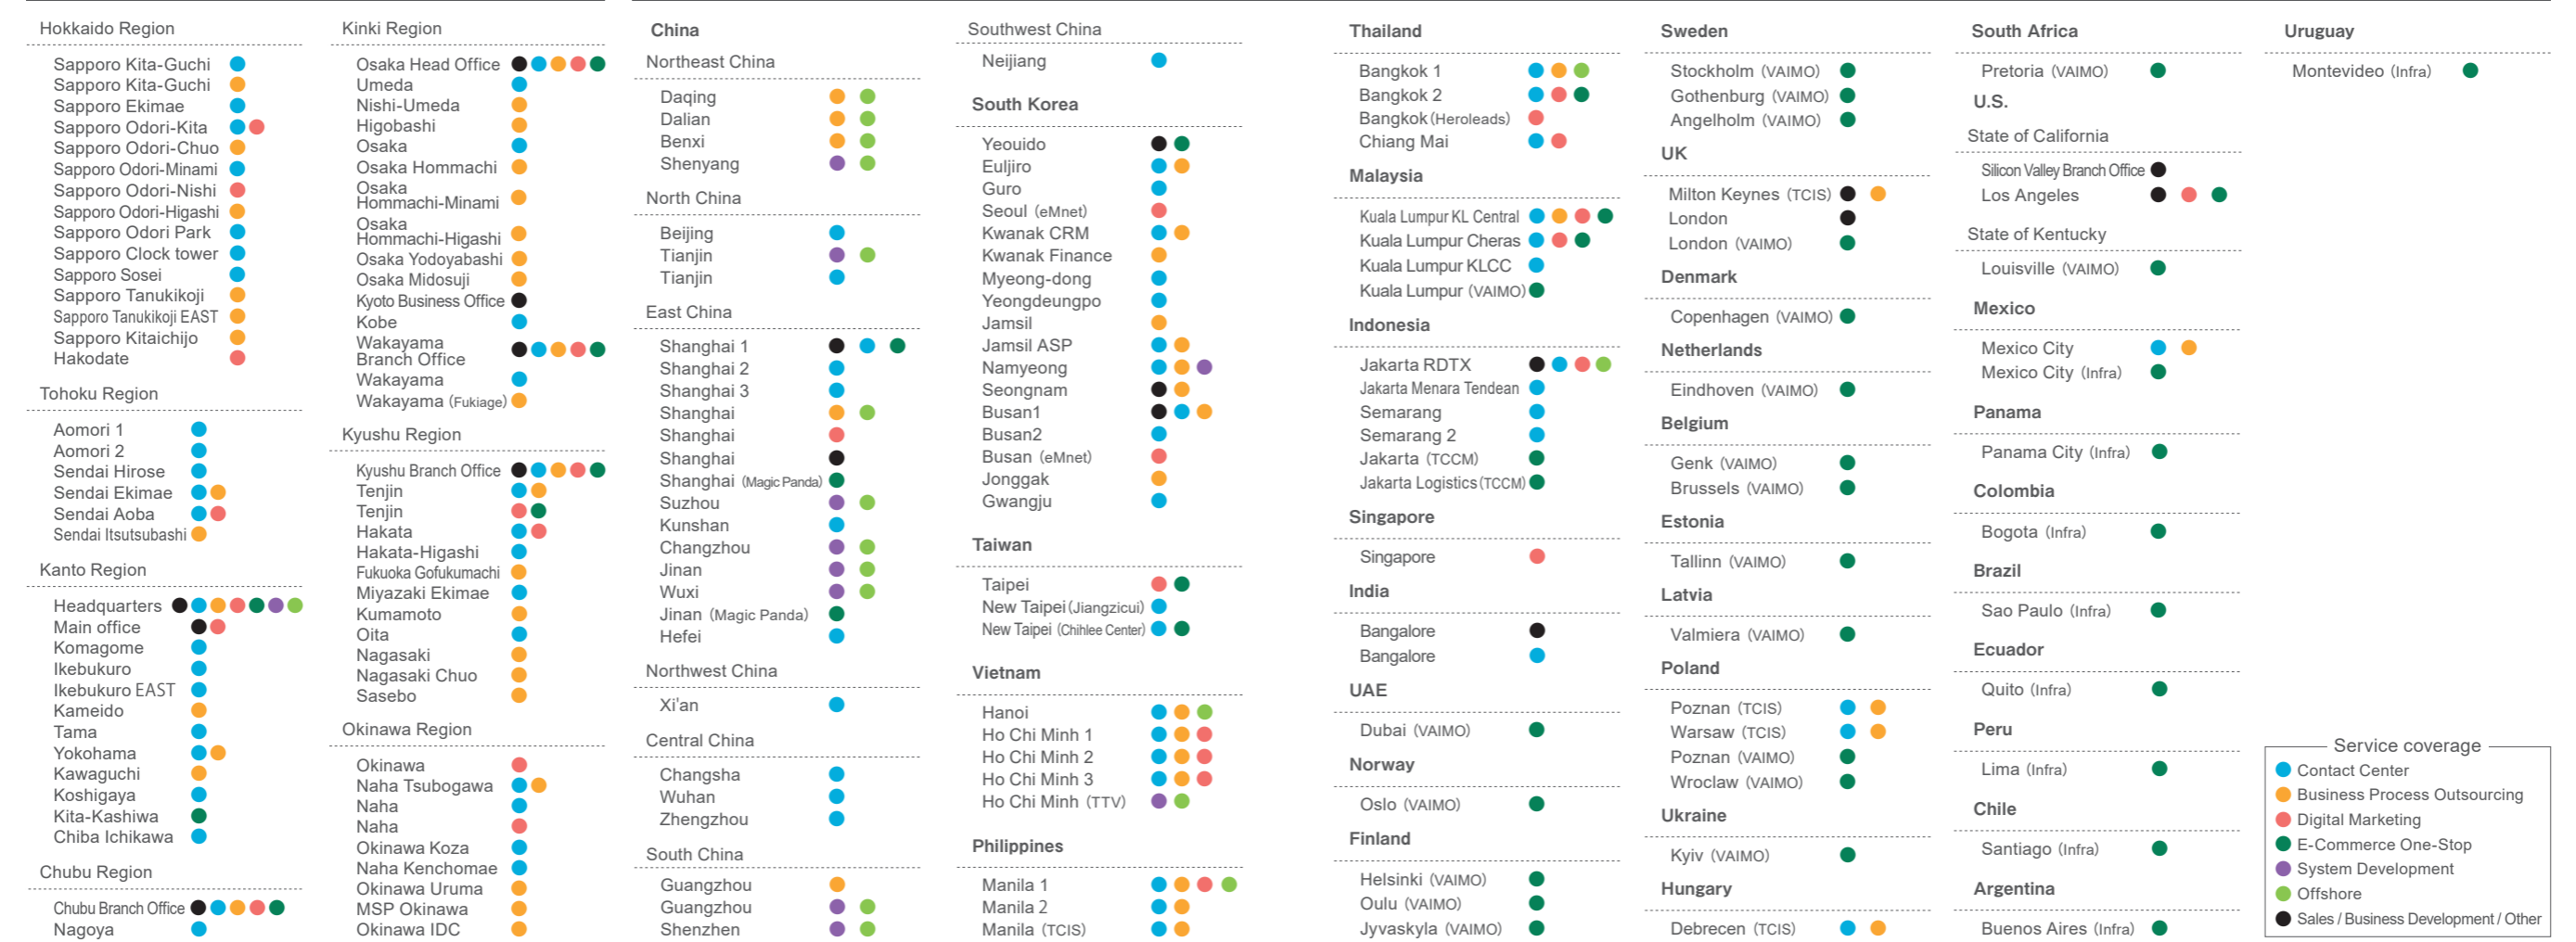 Hokkaido Region
Sapporo Kita-Guchi
Sapporo Kita-Guchi
Sapporo Ekimae
Sapporo Odori-Kita
Sapporo Odori-Chuo
Sapporo Odori-Minami
Sapporo Odori-Nishi
Sapporo Odori-Higashi
Sapporo Odori Park
Sapporo Clock tower
Sapporo Sosei
Sapporo Tanukikoji
Sapporo Tanukikoji EAST
Sapporo Kitaichijo
Hakodate
Tohoku Region
Aomori 1
Aomori 2
Sendai Hirose
Sendai Ekimae
Sendai Aoba
Sendai Itsutsubashi
Kanto Region
Headquarters
Main office
Komagome
Ikebukuro
Ikebukuro EAST
Kameido
Tama
Yokohama
Kawaguchi
Koshigaya
Kita-Kashiwa
Chiba Ichikawa
Chubu Region
Chubu Branch Office
Nagoya
Kinki Region
Osaka Head Office
Umeda
Nishi-Umeda
Higobashi
Osaka
Osaka Hommachi
Osaka
Hommachi-Minami
Osaka
Hommachi-Higashi
Osaka Yodoyabashi
Osaka Midosuji
Kyoto Business Office
Kobe
Wakayama
Branch Office
Wakayama
Wakayama (Fukiage)
Kyushu Region
Kyushu Branch Office
Tenjin
Tenjin
Hakata
Hakata-Higashi
Fukuoka Gofukumachi
Miyazaki Ekimae
Kumamoto
Oita
Nagasaki
Nagasaki Chuo
Sasebo
Okinawa Region
Okinawa
Naha Tsubogawa
Naha
Naha
Okinawa Koza
Naha Kenchomae
Okinawa Uruma
MSP Okinawa
Okinawa IDC
China
Northeast China
Daqing
Dalian
Benxi
Shenyang
North China
Beijing
Tianjin
Tianjin
East China
Shanghai 1
Shanghai 2
Shanghai 3
Shanghai
Shanghai
Shanghai
Shanghai (Magic Panda)
Suzhou
Kunshan
Changzhou
Jinan
Wuxi
Jinan (Magic Panda)
Hefei
Northwest China
Xi'an
Central China
Changsha
Wuhan
Zhengzhou
South China
Guangzhou
Guangzhou
Shenzhen
Southwest China
Neijiang
South Korea
Yeouido
Euljiro
Guro
Seoul (eMnet)
Kwanak CRM
Kwanak Finance
Myeong-dong
Yeongdeungpo
Jamsil
Jamsil ASP
Namyeong
Seongnam
Busan1
Busan2
Busan (eMnet)
Jonggak
Gwangju
Taiwan
Taipei
New Taipei (Jiangzicui)
New Taipei (Chihlee Center)
Vietnam
Hanoi
Ho Chi Minh 1
Ho Chi Minh 2
Ho Chi Minh 3
Ho Chi Minh (TTV)
Philippines
Manila 1
Manila 2
Manila (TCIS)
Thailand
Bangkok 1
Bangkok 2
Bangkok (Heroleads)
Chiang Mai
Malaysia
Kuala Lumpur KL Central
Kuala Lumpur Cheras
Kuala Lumpur KLCC
Kuala Lumpur (VAIMO)
Indonesia
Jakarta RDTX
Jakarta Menara Tendean
Semarang
Semarang 2
Jakarta (TCCM)
Jakarta Logistics (TCCM)
Singapore
Singapore
India
Bangalore
Bangalore
UAE
Dubai (VAIMO)
Norway
Oslo (VAIMO)
Finland
Helsinki (VAIMO)
Oulu (VAIMO)
Jyvaskyla (VAIMO)
Sweden
Stockholm (VAIMO)
Gothenburg (VAIMO)
Angelholm (VAIMO)
UK
Milton Keynes (TCIS)
London
London (VAIMO)
Denmark
Copenhagen (VAIMO)
Netherlands
Eindhoven (VAIMO)
Belgium
Genk (VAIMO)
Brussels (VAIMO)
Estonia
Tallinn (VAIMO)
Latvia
Valmiera (VAIMO)
Poland
Poznan (TCIS)
Warsaw (TCIS)
Poznan (VAIMO)
Wroclaw (VAIMO)
Ukraine
Kyiv (VAIMO)
Hungary
Debrecen (TCIS)
South Africa
Pretoria (VAIMO)
U.S.
State of California
Silicon Valley Branch Office
Los Angeles
State of Kentucky
Louisville (VAIMO)
Mexico
Mexico City
Mexico City (Infra)
Panama
Panama City (Infra)
Colombia
Bogota (Infra)
Brazil
Sao Paulo (Infra)
Ecuador
Quito (Infra)
Peru
Lima (Infra)
Chile
Santiago (Infra)
Argentina
Buenos Aires (Infra)
Uruguay
Montevideo (Infra)
Service coverage
Contact Center
Business Process Outsourcing
Digital Marketing
E-Commerce One-Stop
System Development
Offshore
Sales / Business Development / Other